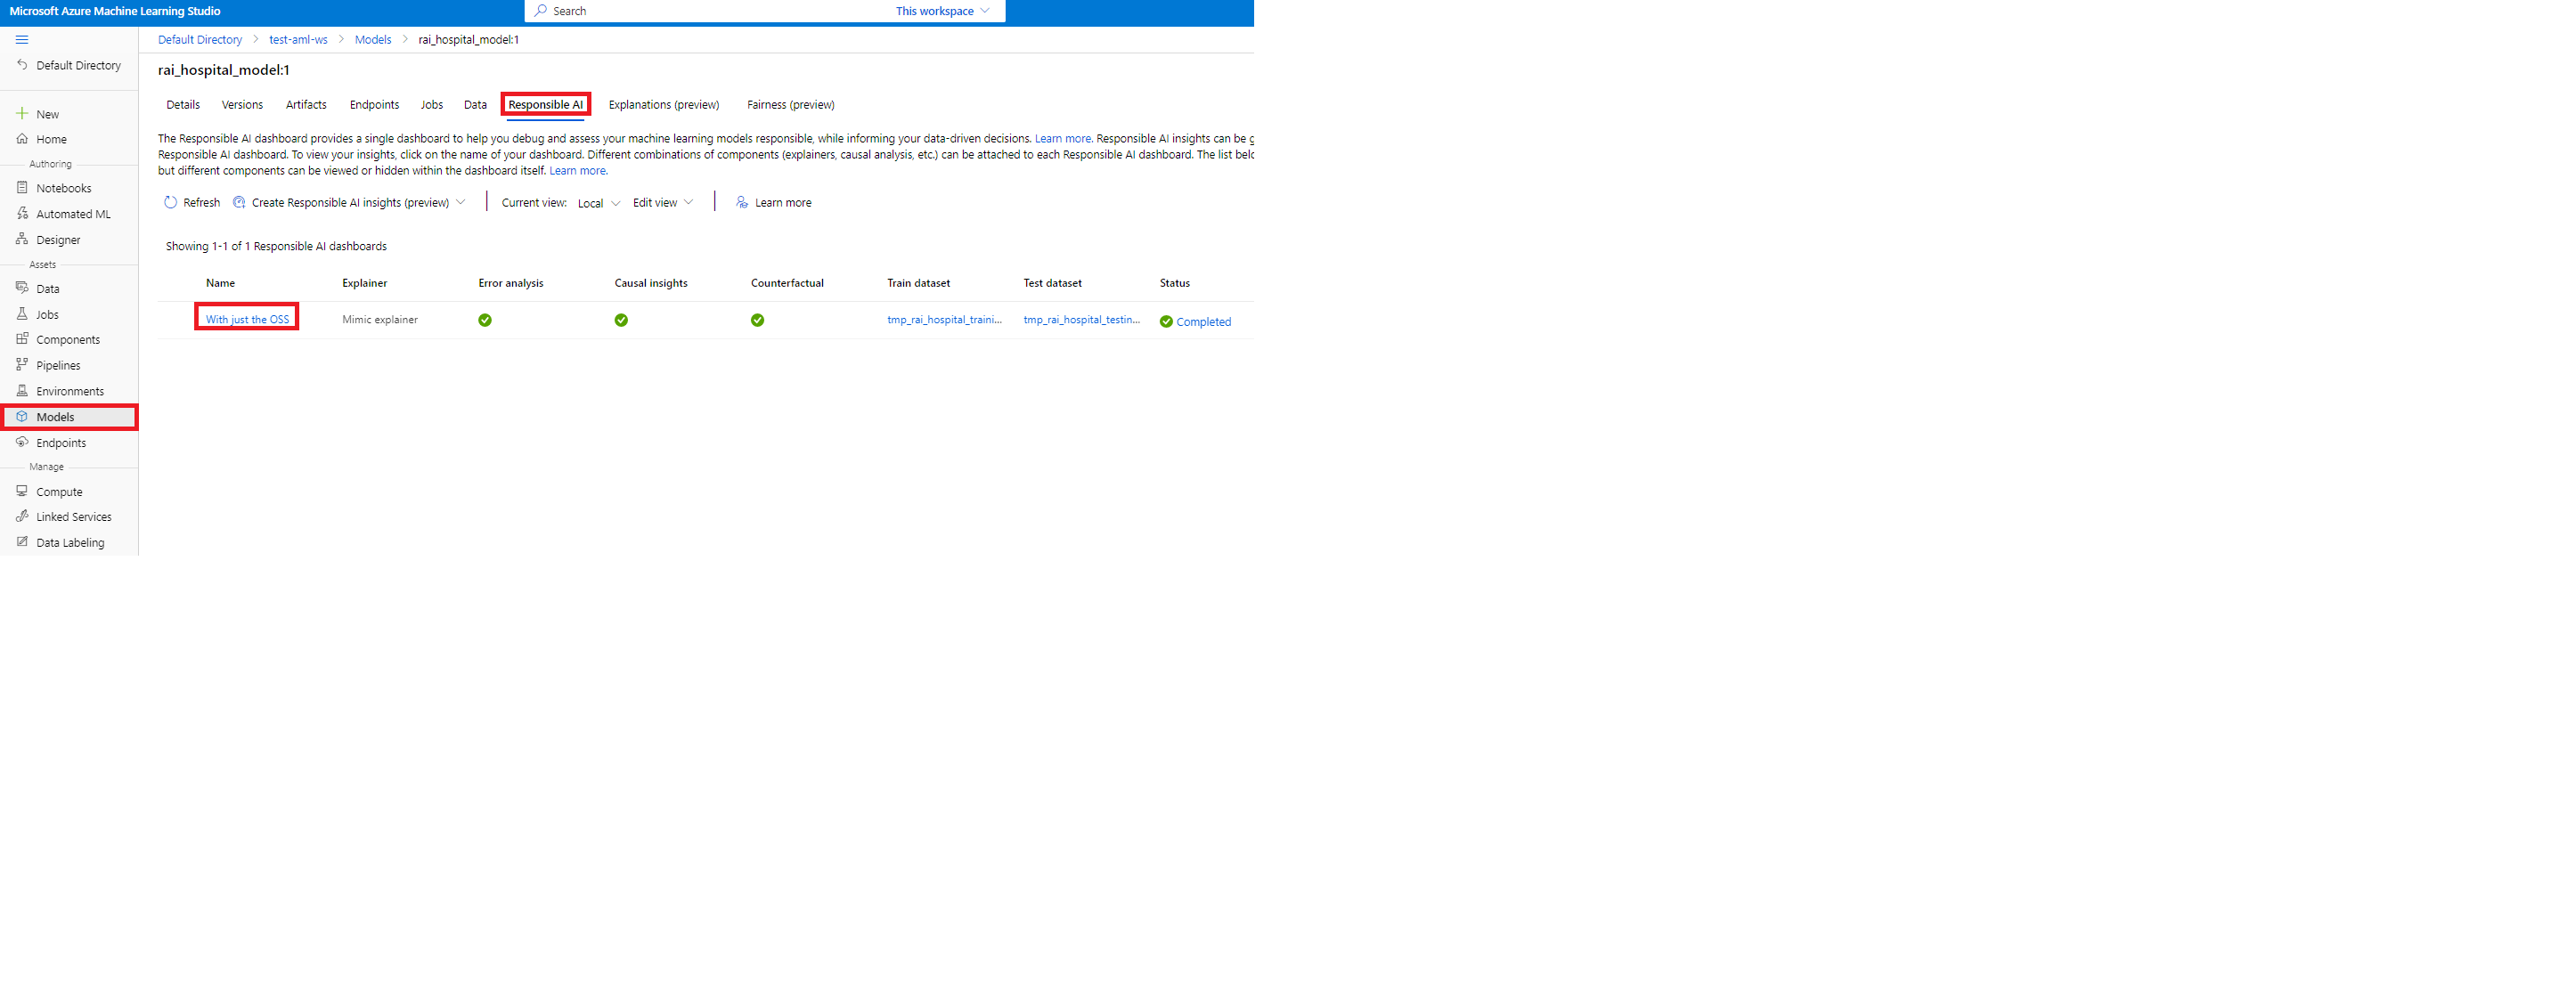 Microsoft Azure Machine Learning Studio
Search
This workspace
Default Directory
test-aml-ws
Models
rai_hospital_model:1
Default Directory
New
Home
Authoring
Notebooks
Automated ML
Designer
Assets
Data
Jobs
Components
Pipelines
Environments
Models
Endpoints
Manage
Compute
Linked Services
Data Labeling
rai_hospital_model:1
Details Versions Artifacts Endpoints Jobs Data Responsible AI Explanations (preview) Fairness (preview)
The Responsible AI dashboard provides a single dashboard to help you debug and assess your machine learning models responsible, while informing your data-driven decisions. Learn more. Responsible AI insights can be
Responsible AI dashboard. To view your insights, click on the name of your dashboard. Different combinations of components (explainers, causal analysis, etc.) can be attached to each Responsible AI dashboard. The list
but different components can be viewed or hidden within the dashboard itself. Learn more.
Refresh Create Responsible AI insights (preview) Current view: Local Edit view Learn more
Showing 1-1 of 1 Responsible AI dashboards
Name Explainer Error analysis Causal insights Counterfactual Train dataset Test dataset Status
With just the OSS Mimic explainer tmp_rai_hospital_traini... tmp_rai_hospital_testin... Completed